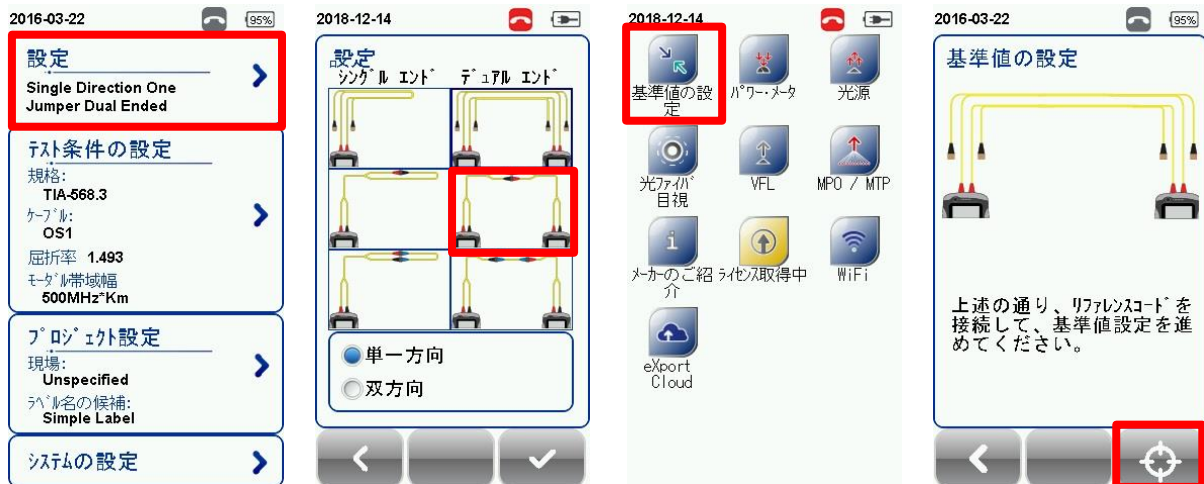 2016-03-22
95%
設定
Single Direction One
Jumper Dual Ended
テスト条件の設定
規格:
TIA-568.3
ケーブル:
OS1
屈折率 1.493
モーダル帯域幅
500MHz*Km
プロジェクト設定
現場:
Unspecified
ラベル名の候補:
Simple Label
システムの設定
2018-12-14
設定
シングル エンド デュアル エンド
単一方向
双方向
2018-12-14
基準値の設
定
パワー・メータ
光源
光ファイバ
目視
VFL
MPO / MTP
メーカーのご紹
介
ライセンス取得中
WiFi
eXport
Cloud
2016-03-22
95%
基準値の設定
上述の通り、リファレンスコードを
接続して、基準値設定を進
めてください。